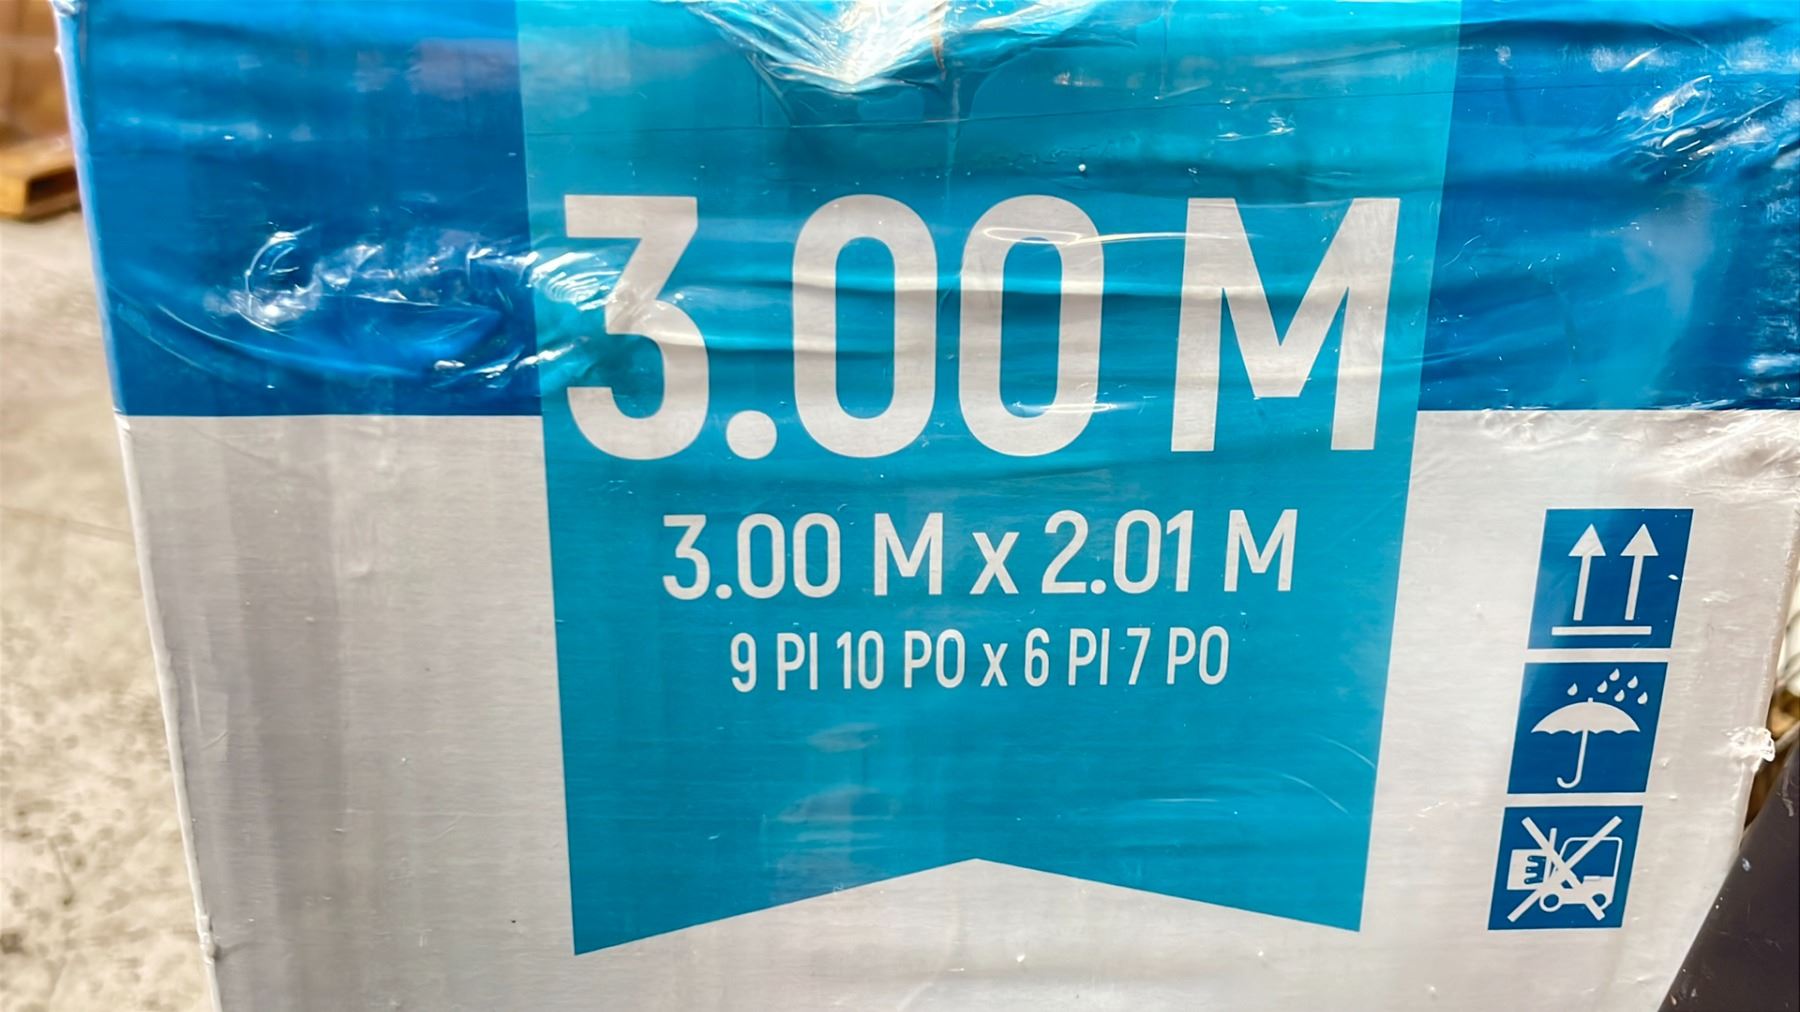 3.00 M
3.00 M x 2.01 M
9 PI 10 PO x 6 PI 7 PO